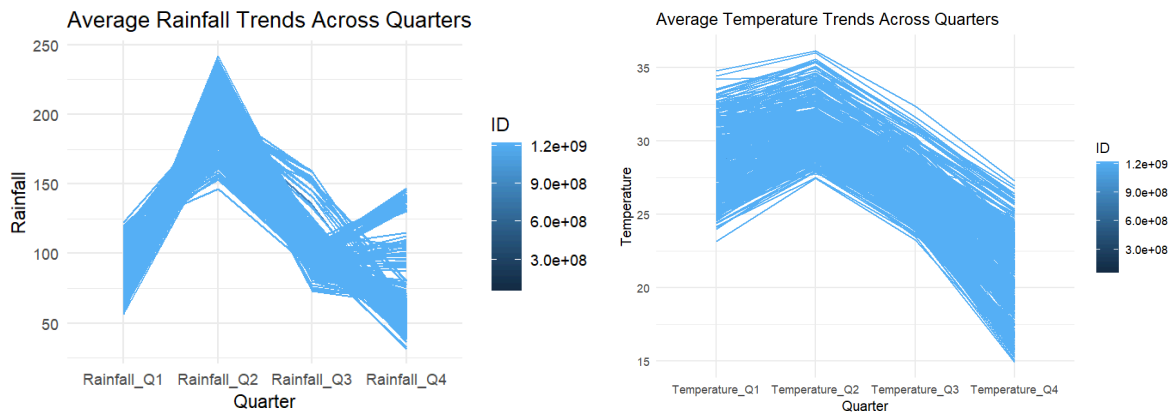 Average Rainfall Trends Across Quarters
250
200
150
100
50
Rainfall
Rainfall_Q1 Rainfall_Q2 Rainfall_Q3 Rainfall_Q4
Quarter
ID
1.2e+09
9.0e+08
6.0e+08
3.0e+08
Average Temperature Trends Across Quarters
35
30
25
20
15
Temperature
Temperature_Q1 Temperature_Q2 Temperature_Q3 Temperature_Q4
Quarter
ID
1.2e+09
9.0e+08
6.0e+08
3.0e+08